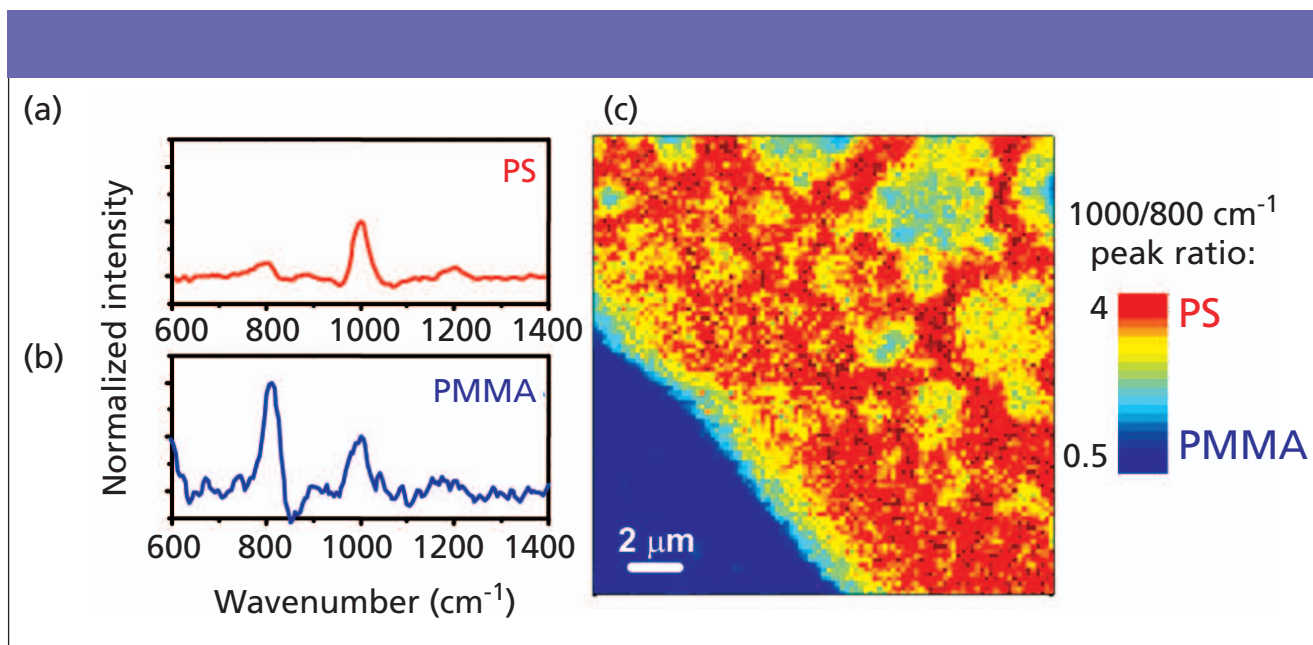 (a)
PS
600 800 1000 1200 1400
(b)
PMMA
600 800 1000 1200 1400
Normalized intensity
Wavenumber (cm⁻¹)
(c)
2 μm
1000/800 cm⁻¹
peak ratio:
4 PS
0.5 PMMA